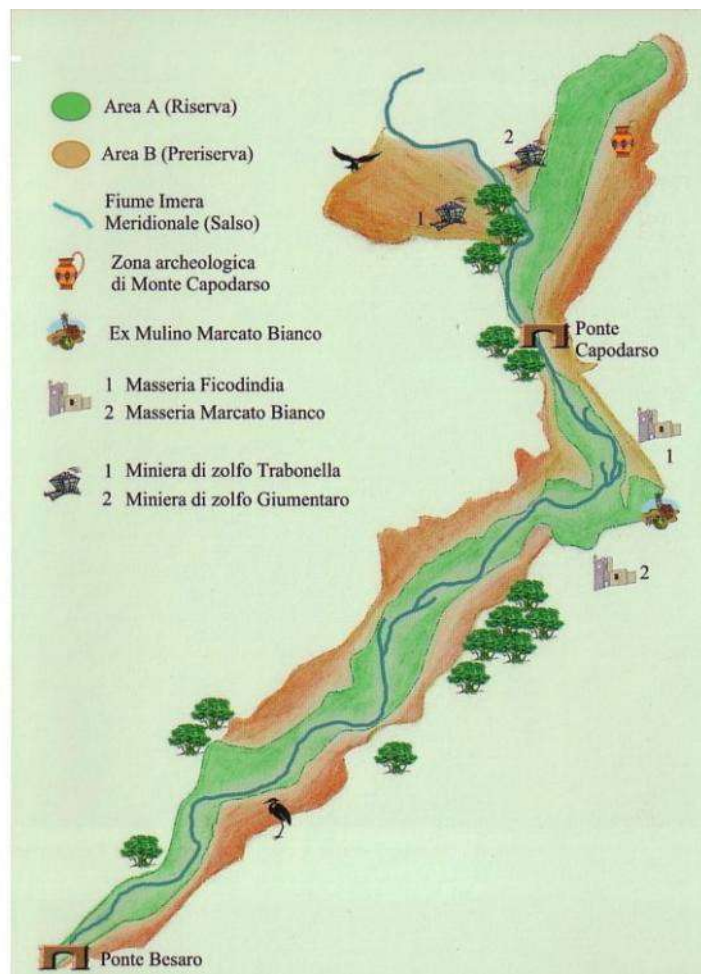 Area A (Riserva)
Area B (Preriserva)
Fiume Imera
Meridionale (Salso)
Zona archeologica
di Monte Capodarso
Ex Mulino Marcato Bianco
1 Masseria Ficodindia
2 Masseria Marcato Bianco
1 Miniera di zolfo Trabonella
2 Miniera di zolfo Giumentaro
2
1
Ponte
Capodarso
1
2
Ponte Besaro